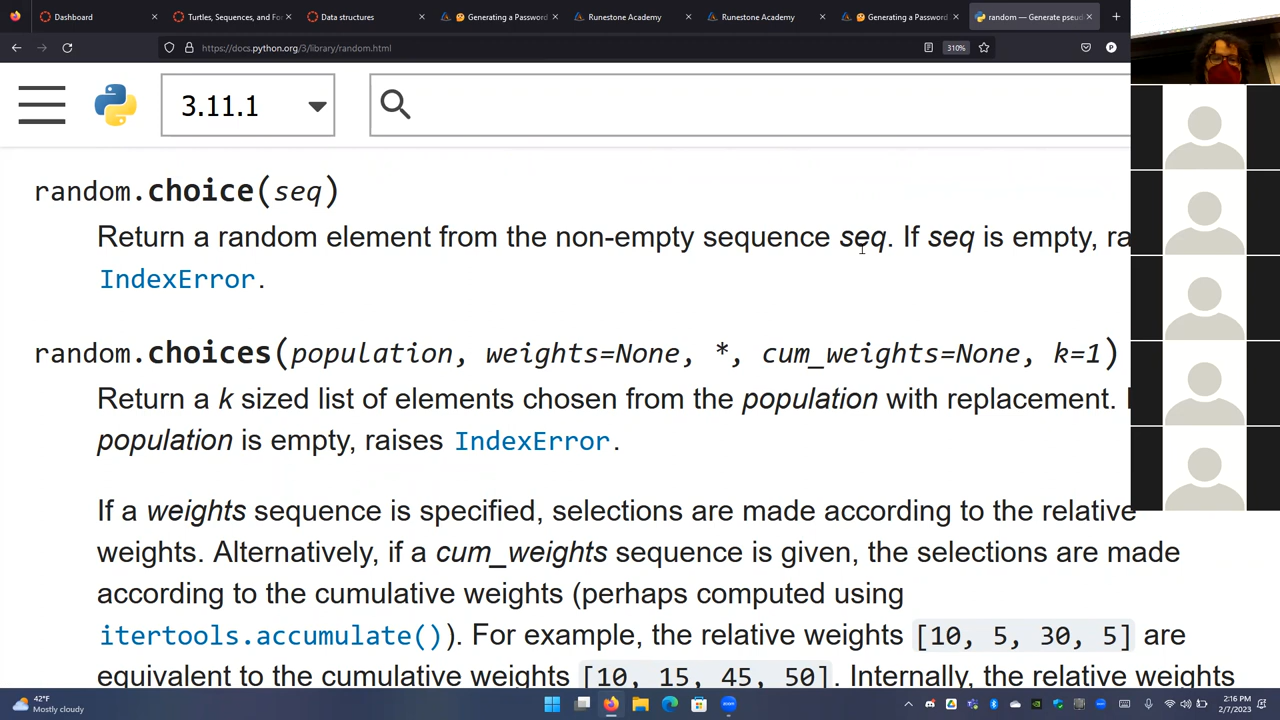 Dashboard
Turtles, Sequences, and For
Data structures
🤔 Generating a Password
Runestone Academy
Runestone Academy
🤔 Generating a Password
random — Generate pseud
https://docs.python.org/3/library/random.html
310%
3.11.1
random.choice(seq)
Return a random element from the non-empty sequence seq. If seq is empty, ra
IndexError.
random.choices(population, weights=None, *, cum_weights=None, k=1)
Return a k sized list of elements chosen from the population with replacement.
population is empty, raises IndexError.
If a weights sequence is specified, selections are made according to the relative
weights. Alternatively, if a cum_weights sequence is given, the selections are made
according to the cumulative weights (perhaps computed using
itertools.accumulate()). For example, the relative weights [10, 5, 30, 5] are
equivalent to the cumulative weights [10, 15, 45, 50]. Internally, the relative weights
42°F
Mostly cloudy
2:16 PM
2/7/2023